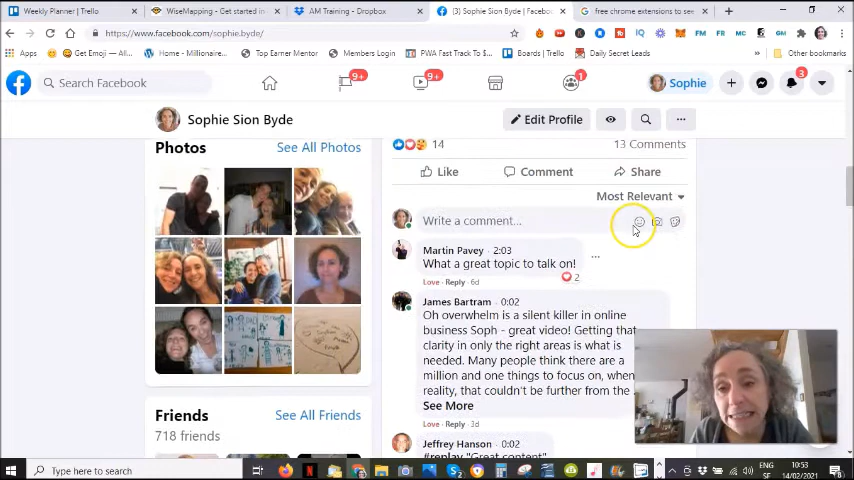 Weekly Planner | Trello
WiseMapping - Get started in
AM Training - Dropbox
(3) Sophie Sion Byde | Facebook
free chrome extensions to see
https://www.facebook.com/sophie.byde/
Apps
Get Emoji — All
Home - Millionaire
Top Earner Mentor
Members Login
PWA Fast Track To $
Boards | Trello
Daily Secret Leads
Other bookmarks
Search Facebook
9+
9+
1
Sophie
3
Sophie Sion Byde
Edit Profile
Photos
See All Photos
14
13 Comments
Like
Comment
Share
Most Relevant
Write a comment...
Martin Pavey · 2:03
What a great topic to talk on!
2
Love · Reply · 6d
James Bartram · 0:02
Oh overwhelm is a silent killer in online
business Soph - great video! Getting that
clarity in only the right areas is what is
needed. Many people think there are a
million and one things to focus on, when
reality, that couldn't be further from the
See More
Love · Reply · 3d
Friends
See All Friends
718 friends
Jeffrey Hanson · 0:02
#replay "Great content"
Type here to search
ENG
SF
10:53
14/02/2021